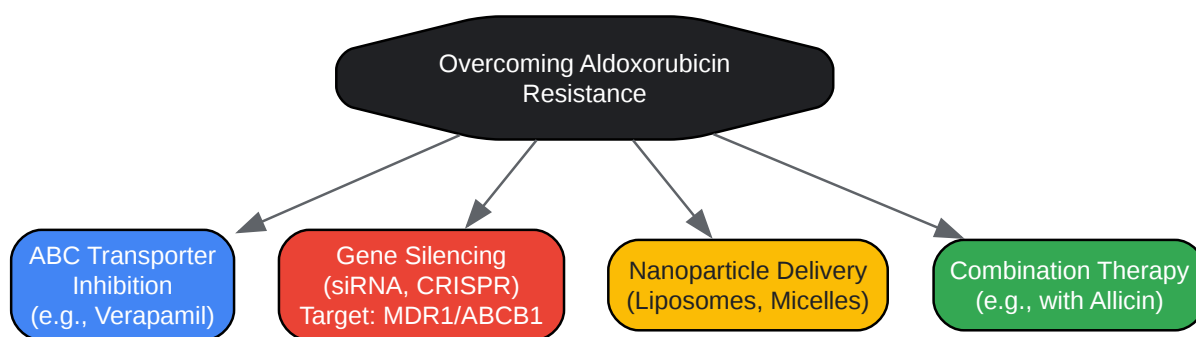 Overcoming Aldoxorubicin
Resistance
ABC Transporter
Inhibition
(e.g., Verapamil)
Gene Silencing
(siRNA, CRISPR)
Target: MDR1/ABCB1
Nanoparticle Delivery
(Liposomes, Micelles)
Combination Therapy
(e.g., with Allicin)